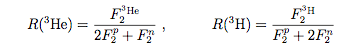 R(³He) = F₂^{³He} / (2F₂^p + F₂^n) , R(³H) = F₂^{³H} / (F₂^p + 2F₂^n)